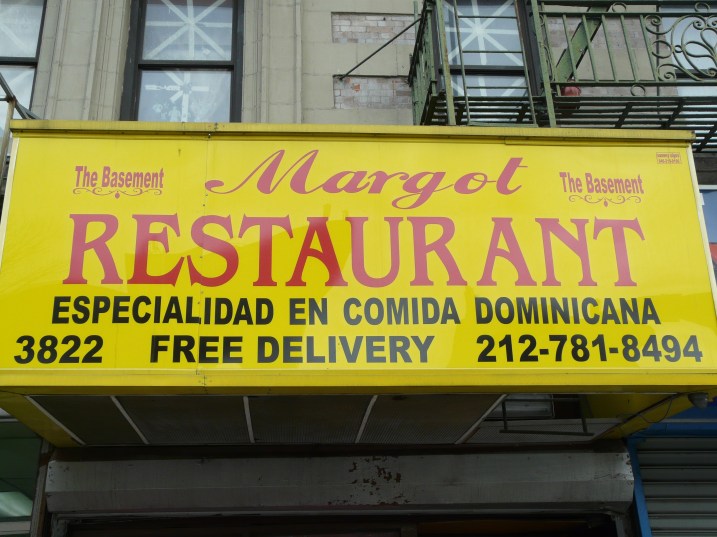 The Basement Margot The Basement
RESTAURANT
ESPECIALIDAD EN COMIDA DOMINICANA
3822 FREE DELIVERY 212-781-8494